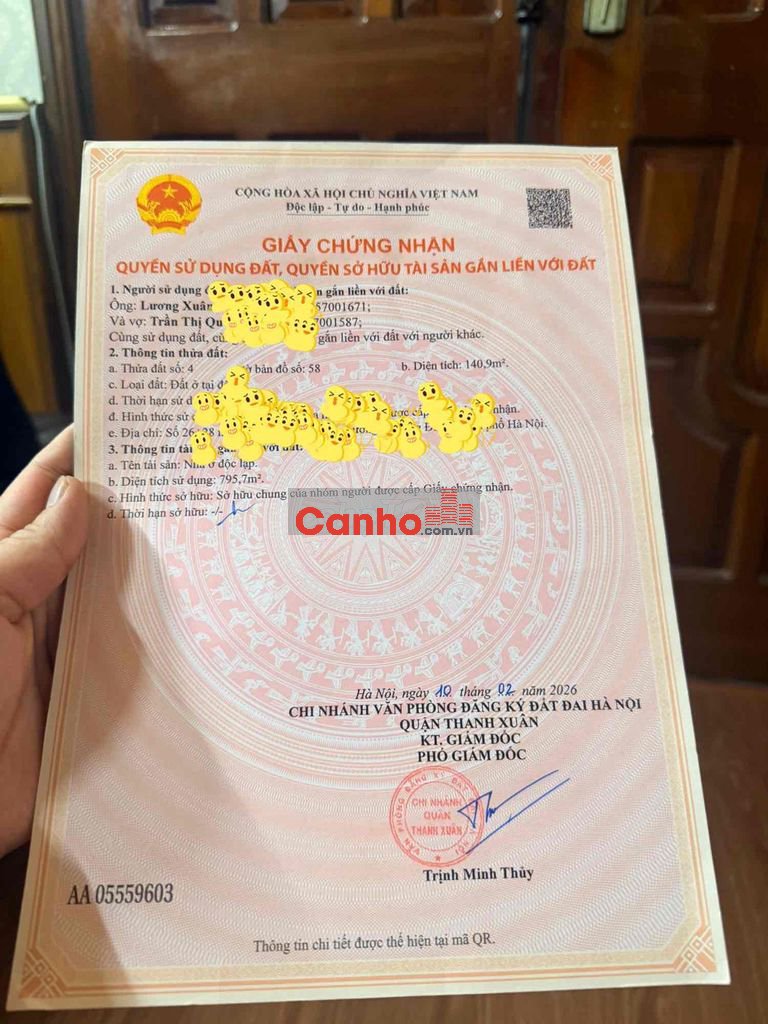 CỘNG HÒA XÃ HỘI CHỦ NGHĨA VIỆT NAM
Độc lập - Tự do - Hạnh phúc
GIẤY CHỨNG NHẬN
QUYỀN SỬ DỤNG ĐẤT, QUYỀN SỞ HỮU TÀI SẢN GẮN LIỀN VỚI ĐẤT
1. Người sử dụng gắn liền với đất:
Ông: Lương Xuân 57001671;
Và vợ: Trần Thị 7001587;
Cùng sử dụng đất, gắn liền với đất với người khác.
2. Thông tin thửa đất:
a. Thửa đất số: 4 bản đồ số: 58 b. Diện tích: 140,9m².
c. Loại đất: Đất ở tại
d. Thời hạn sử
đ. Hình thức sử được cấp nhận.
e. Địa chỉ: Số Hà Nội.
3. Thông tin với đất:
a. Tên tài sản: Nhà ở độc lập.
b. Diện tích sử dụng: 795,7m².
c. Hình thức sở hữu: Sở hữu chung của nhóm người được cấp Giấy chứng nhận.
d. Thời hạn sở hữu: -/-
Canho.com.vn
Hà Nội, ngày 10 tháng 02 năm 2026
CHI NHÁNH VĂN PHÒNG ĐĂNG KÝ ĐẤT ĐAI HÀ NỘI
QUẬN THANH XUÂN
KT. GIÁM ĐỐC
PHÓ GIÁM ĐỐC
CHI NHÁNH
QUẬN
THANH XUÂN
Trịnh Minh Thủy
AA 05559603
Thông tin chi tiết được thể hiện tại mã QR.